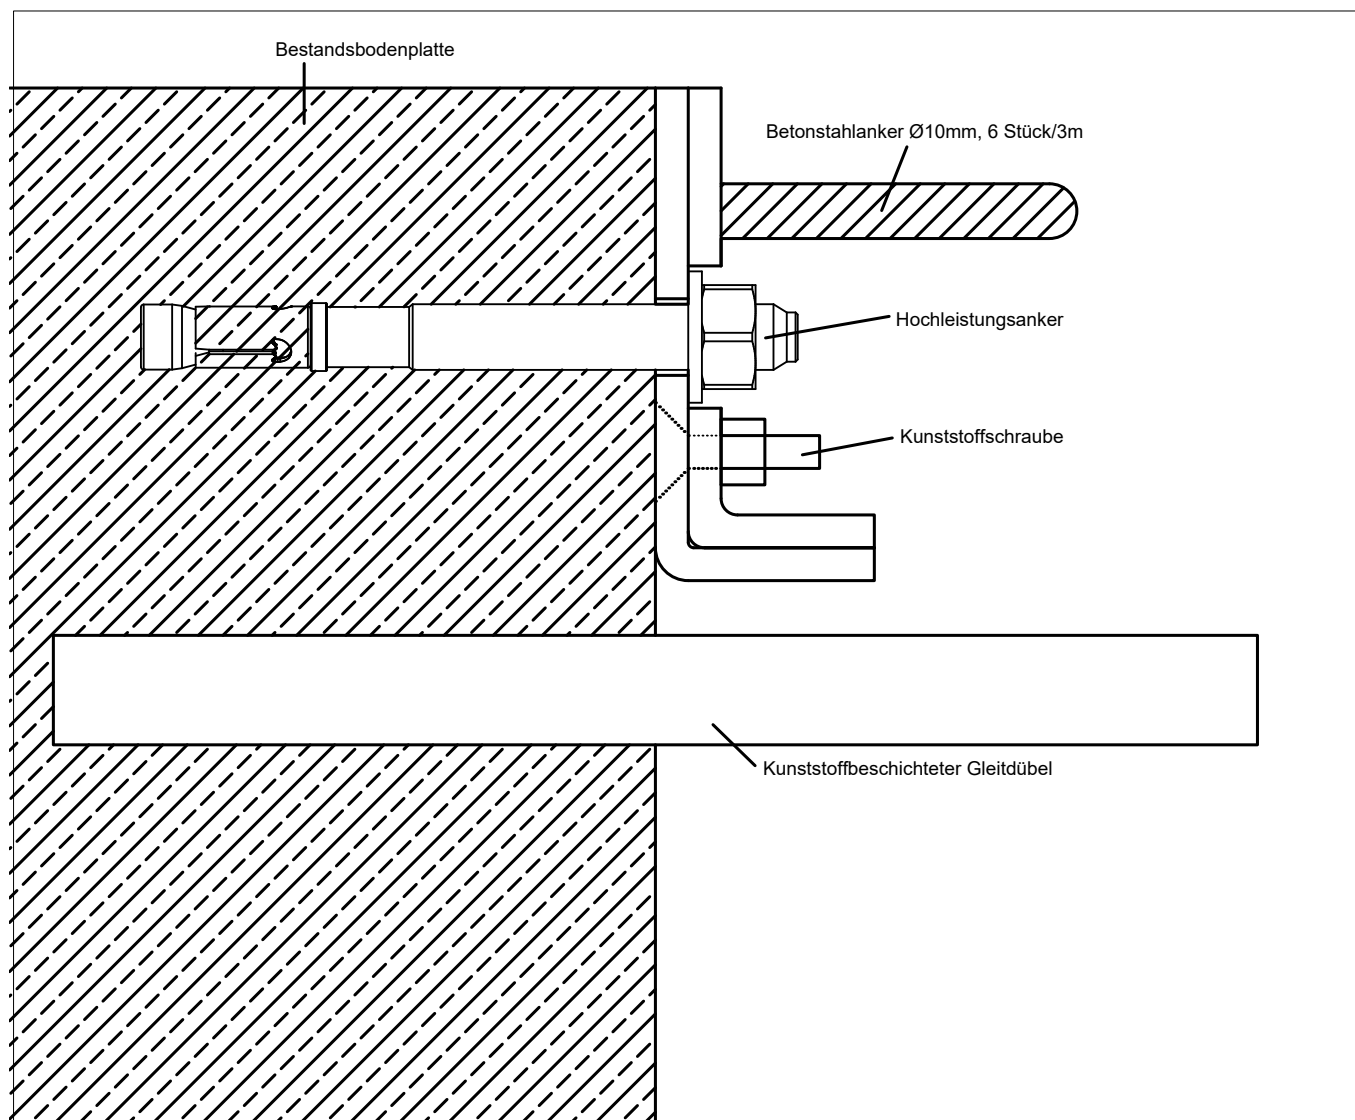 Bestandsbodenplatte
Betonstahlanker Ø10mm, 6 Stück/3m
Hochleistungsanker
Kunststoffschraube
Kunststoffbeschichteter Gleitdübel